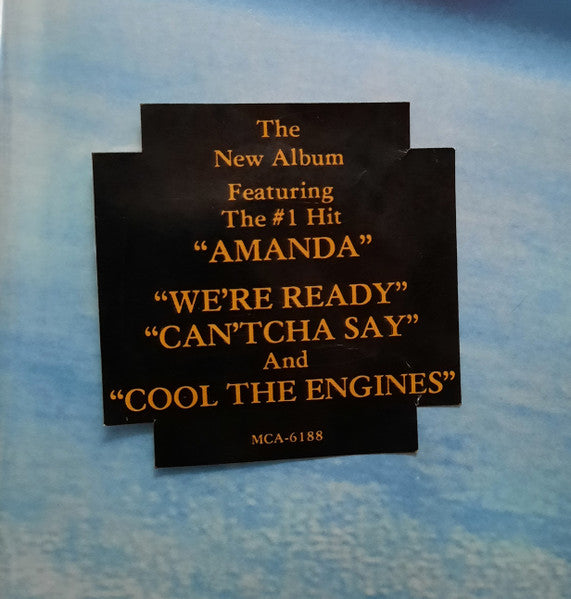 The
New Album
Featuring
The #1 Hit
“AMANDA”
“WE’RE READY”
“CAN’TCHA SAY”
And
“COOL THE ENGINES”
MCA-6188